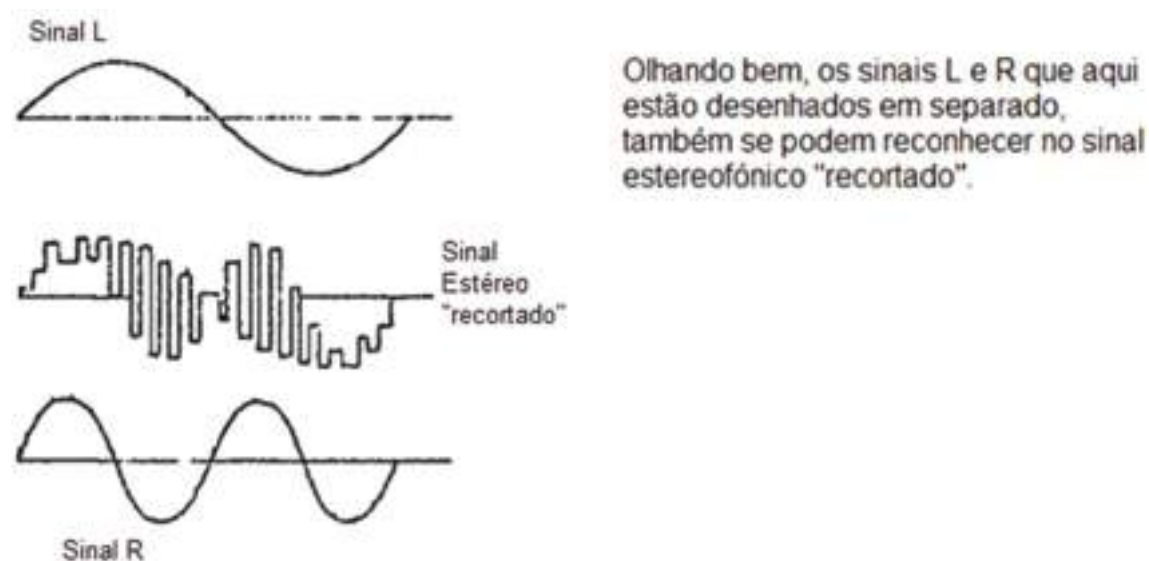 Sinal L
Olhando bem, os sinais L e R que aqui
estão desenhados em separado,
também se podem reconhecer no sinal
estereofónico "recortado".
Sinal
Estéreo
"recortado"
Sinal R